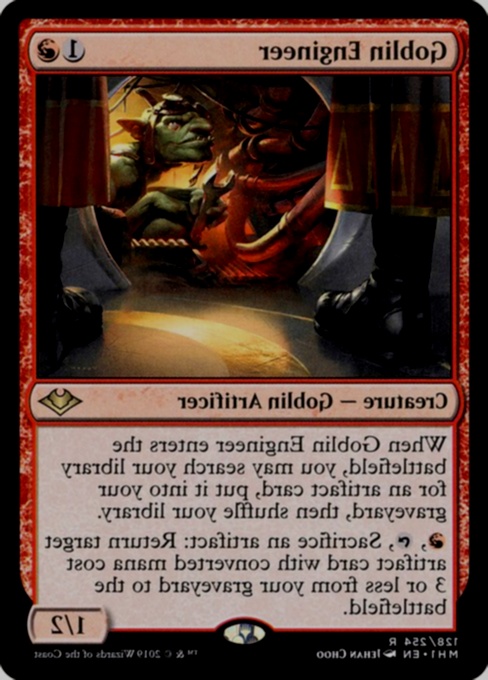 Goblin Engineer 1
Creature — Goblin Artificer
When Goblin Engineer enters the
battlefield, you may search your library
for an artifact card, put it into your
graveyard, then shuffle your library.
, , Sacrifice an artifact: Return target
artifact card with converted mana cost
3 or less from your graveyard to the
battlefield.
1/2
128/254 R
MH1 • EN Jehan Choo
™ & © 2019 Wizards of the Coast